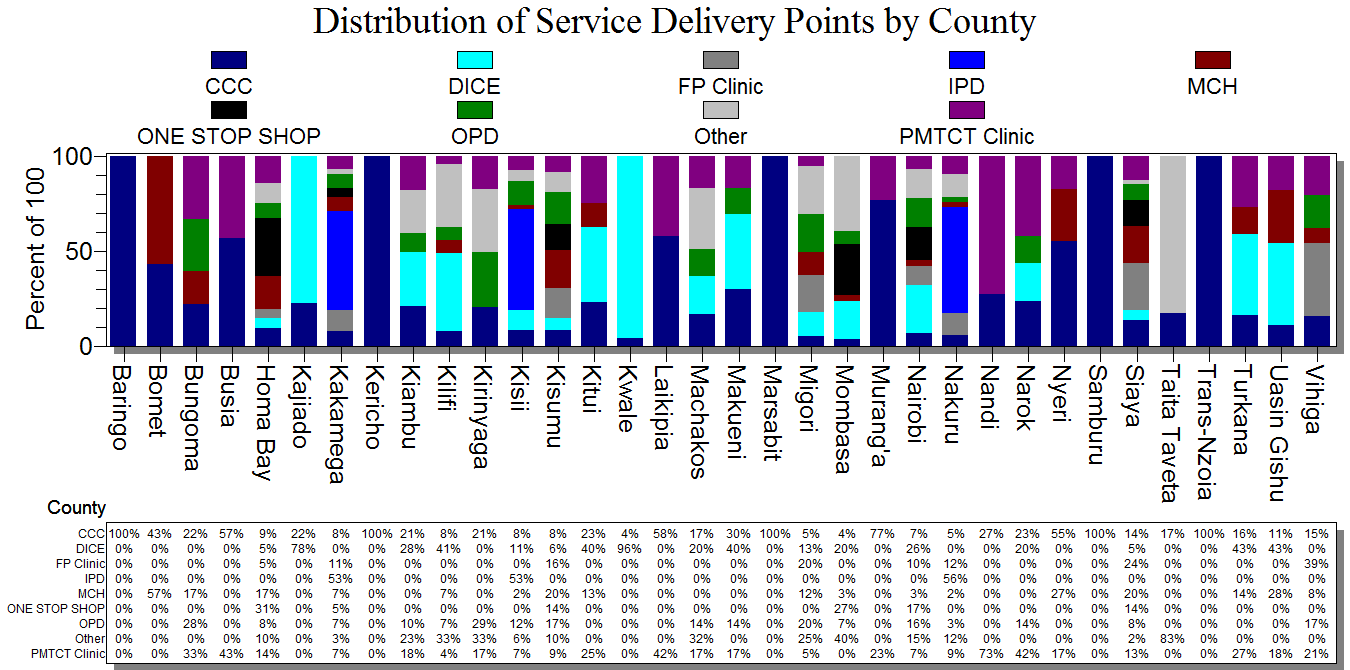 Distribution of Service Delivery Points by County
CCC DICE FP Clinic IPD MCH
ONE STOP SHOP OPD Other PMTCT Clinic
Percent of 100
100
50
0
Baringo Bomet Bungoma Busia Homa Bay Kajiado Kakamega Kericho Kiambu Kilifi Kirinyaga Kisii Kisumu Kitui Kwale Laikipia Machakos Makueni Marsabit Migori Mombasa Murang'a Nairobi Nakuru Nandi Narok Nyeri Samburu Siaya Taita Taveta Trans-Nzoia Turkana Uasin Gishu Vihiga
County
CCC 100% 43% 22% 57% 9% 22% 8% 100% 21% 8% 21% 8% 8% 23% 4% 58% 17% 30% 100% 5% 4% 77% 7% 5% 27% 23% 55% 100% 14% 17% 100% 16% 11% 15%
DICE 0% 0% 0% 0% 5% 78% 0% 0% 28% 41% 0% 11% 6% 40% 96% 0% 20% 40% 0% 13% 20% 0% 26% 0% 0% 20% 0% 0% 5% 0% 0% 43% 43% 0%
FP Clinic 0% 0% 0% 0% 5% 0% 11% 0% 0% 0% 0% 0% 16% 0% 0% 0% 0% 0% 0% 20% 0% 0% 10% 12% 0% 0% 0% 0% 24% 0% 0% 0% 0% 39%
IPD 0% 0% 0% 0% 0% 0% 53% 0% 0% 0% 0% 53% 0% 0% 0% 0% 0% 0% 0% 0% 0% 0% 0% 56% 0% 0% 0% 0% 0% 0% 0% 0% 0% 0%
MCH 0% 57% 17% 0% 17% 0% 7% 0% 0% 7% 0% 2% 20% 13% 0% 0% 0% 0% 0% 12% 3% 0% 3% 2% 0% 0% 27% 0% 20% 0% 0% 14% 28% 8%
ONE STOP SHOP 0% 0% 0% 0% 31% 0% 5% 0% 0% 0% 0% 0% 14% 0% 0% 0% 0% 0% 0% 0% 27% 0% 17% 0% 0% 0% 0% 0% 14% 0% 0% 0% 0% 0%
OPD 0% 0% 28% 0% 8% 0% 7% 0% 10% 7% 29% 12% 17% 0% 0% 0% 14% 14% 0% 20% 7% 0% 16% 3% 0% 14% 0% 0% 8% 0% 0% 0% 0% 17%
Other 0% 0% 0% 0% 10% 0% 3% 0% 23% 33% 33% 6% 10% 0% 0% 0% 32% 0% 0% 25% 40% 0% 15% 12% 0% 0% 0% 0% 2% 83% 0% 0% 0% 0%
PMTCT Clinic 0% 0% 33% 43% 14% 0% 7% 0% 18% 4% 17% 7% 9% 25% 0% 42% 17% 17% 0% 5% 0% 23% 7% 9% 73% 42% 17% 0% 13% 0% 0% 27% 18% 21%